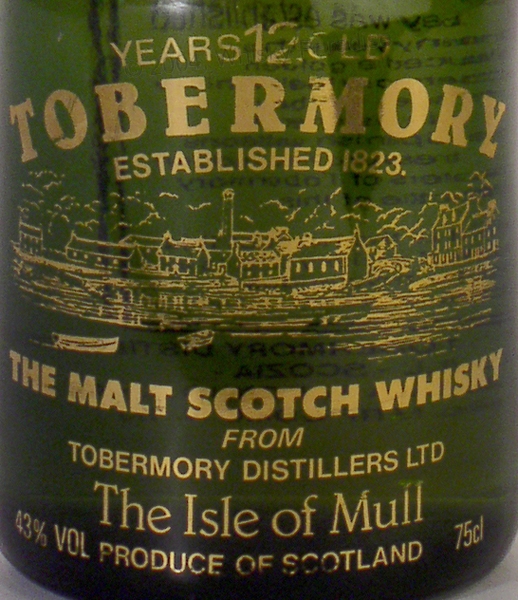 YEARS 12 OLD
TOBERMORY
ESTABLISHED 1823.
THE MALT SCOTCH WHISKY
FROM
TOBERMORY DISTILLERS LTD
The Isle of Mull
43% VOL PRODUCE OF SCOTLAND 75cl